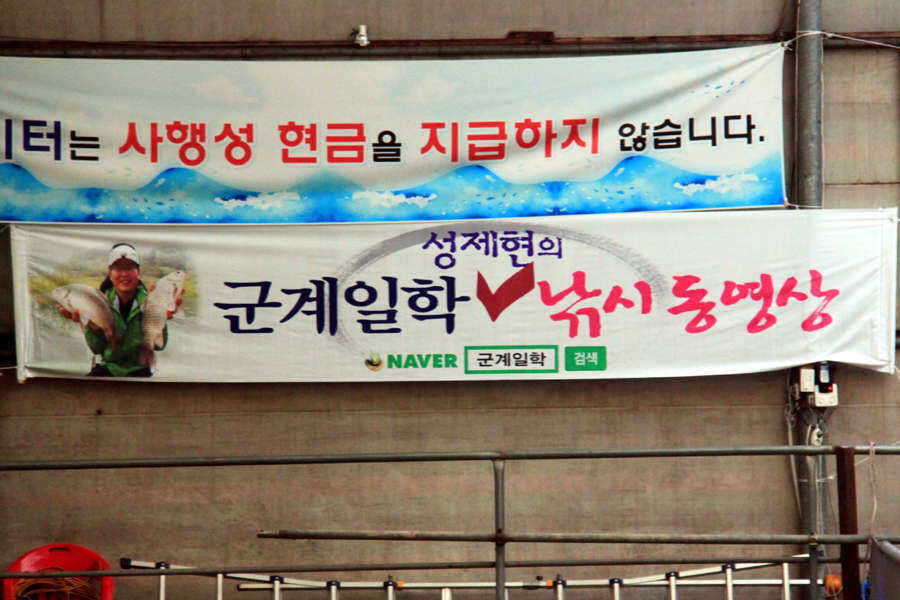 터는 사행성 현금을 지급하지 않습니다.
성제현의
군계일학 낚시 동영상
NAVER 군계일학 검색